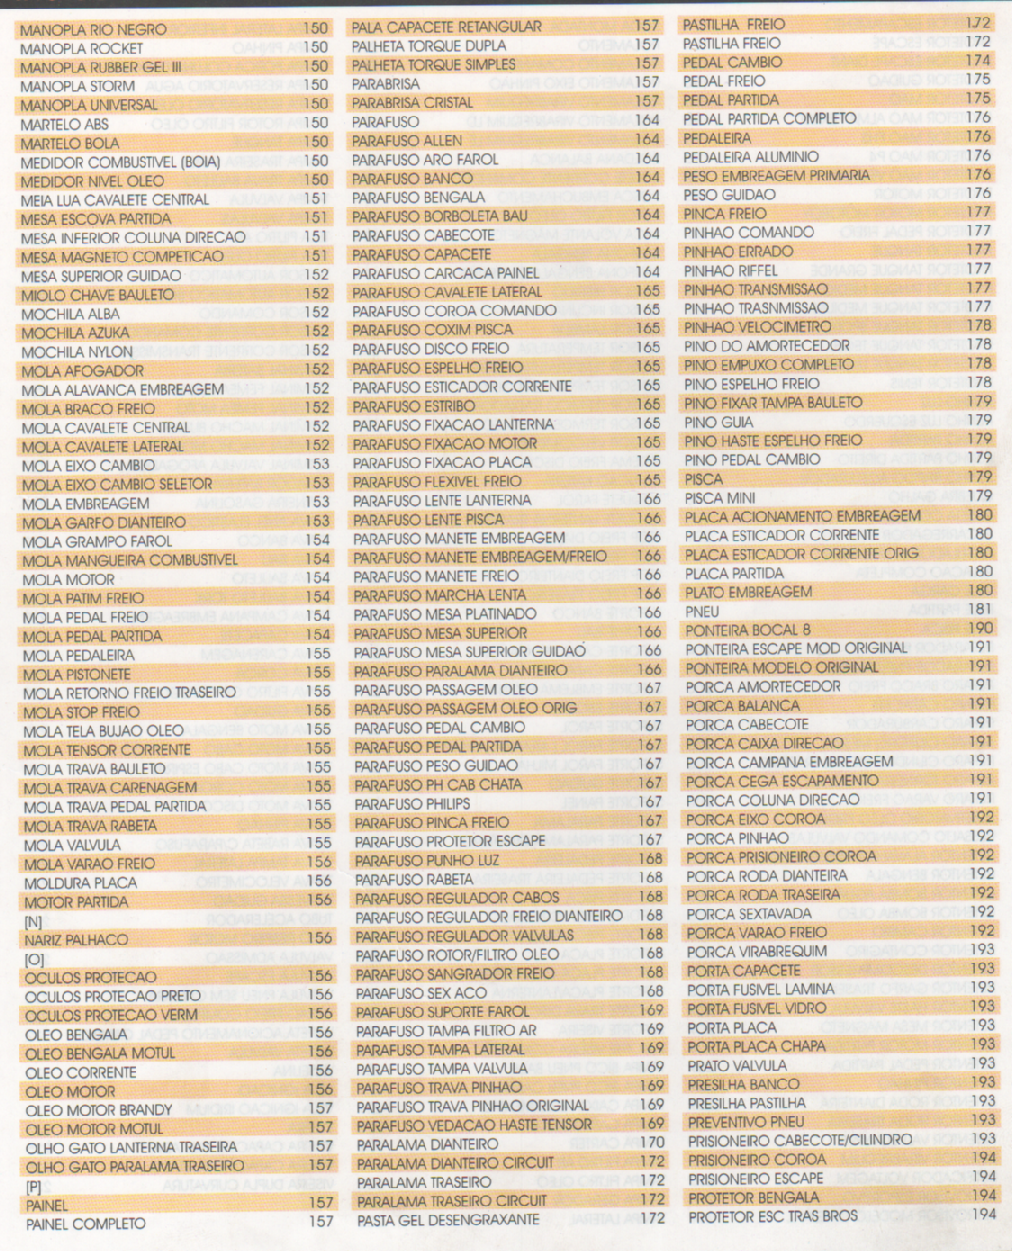 MANOPLA RIO NEGRO 150
MANOPLA ROCKET 150
MANOPLA RUBBER GEL III 150
MANOPLA STORM 150
MANOPLA UNIVERSAL 150
MARTELO ABS 150
MARTELO BOLA 150
MEDIDOR COMBUSTIVEL (BOIA) 150
MEDIDOR NIVEL OLEO 150
MEIA LUA CAVALETE CENTRAL 151
MESA ESCOVA PARTIDA 151
MESA INFERIOR COLUNA DIRECAO 151
MESA MAGNETO COMPETICAO 151
MESA SUPERIOR GUIDAO 152
MIOLO CHAVE BAULETO 152
MOCHILA ALBA 152
MOCHILA AZUKA 152
MOCHILA NYLON 152
MOLA AFOGADOR 152
MOLA ALAVANCA EMBREAGEM 152
MOLA BRACO FREIO 152
MOLA CAVALETE CENTRAL 152
MOLA CAVALETE LATERAL 152
MOLA EIXO CAMBIO 153
MOLA EIXO CAMBIO SELETOR 153
MOLA EMBREAGEM 153
MOLA GARFO DIANTEIRO 153
MOLA GRAMPO FAROL 154
MOLA MANGUEIRA COMBUSTIVEL 154
MOLA MOTOR 154
MOLA PATIM FREIO 154
MOLA PEDAL FREIO 154
MOLA PEDAL PARTIDA 154
MOLA PEDALEIRA 155
MOLA PISTONETE 155
MOLA RETORNO FREIO TRASEIRO 155
MOLA STOP FREIO 155
MOLA TELA BUJAO OLEO 155
MOLA TENSOR CORRENTE 155
MOLA TRAVA BAULETO 155
MOLA TRAVA CARENAGEM 155
MOLA TRAVA PEDAL PARTIDA 155
MOLA TRAVA RABETA 155
MOLA VALVULA 155
MOLA VARAO FREIO 156
MOLDURA PLACA 156
MOTOR PARTIDA 156
[N]
NARIZ PALHACO 156
[O]
OCULOS PROTECAO 156
OCULOS PROTECAO PRETO 156
OCULOS PROTECAO VERM 156
OLEO BENGALA 156
OLEO BENGALA MOTUL 156
OLEO CORRENTE 156
OLEO MOTOR 156
OLEO MOTOR BRANDY 157
OLEO MOTOR MOTUL 157
OLHO GATO LANTERNA TRASEIRA 157
OLHO GATO PARALAMA TRASEIRO 157
[P]
PAINEL 157
PAINEL COMPLETO 157
PALA CAPACETE RETANGULAR 157
PALHETA TORQUE DUPLA 157
PALHETA TORQUE SIMPLES 157
PARABRISA 157
PARABRISA CRISTAL 157
PARAFUSO 164
PARAFUSO ALLEN 164
PARAFUSO ARO FAROL 164
PARAFUSO BANCO 164
PARAFUSO BENGALA 164
PARAFUSO BORBOLETA BAU 164
PARAFUSO CABECOTE 164
PARAFUSO CAPACETE 164
PARAFUSO CARCACA PAINEL 164
PARAFUSO CAVALETE LATERAL 165
PARAFUSO COROA COMANDO 165
PARAFUSO COXIM PISCA 165
PARAFUSO DISCO FREIO 165
PARAFUSO ESPELHO FREIO 165
PARAFUSO ESTICADOR CORRENTE 165
PARAFUSO ESTRIBO 165
PARAFUSO FIXACAO LANTERNA 165
PARAFUSO FIXACAO MOTOR 165
PARAFUSO FIXACAO PLACA 165
PARAFUSO FLEXIVEL FREIO 165
PARAFUSO LENTE LANTERNA 166
PARAFUSO LENTE PISCA 166
PARAFUSO MANETE EMBREAGEM 166
PARAFUSO MANETE EMBREAGEM/FREIO 166
PARAFUSO MANETE FREIO 166
PARAFUSO MARCHA LENTA 166
PARAFUSO MESA PLATINADO 166
PARAFUSO MESA SUPERIOR 166
PARAFUSO MESA SUPERIOR GUIDAO 166
PARAFUSO PARALAMA DIANTEIRO 166
PARAFUSO PASSAGEM OLEO 167
PARAFUSO PASSAGEM OLEO ORIG 167
PARAFUSO PEDAL CAMBIO 167
PARAFUSO PEDAL PARTIDA 167
PARAFUSO PESO GUIDAO 167
PARAFUSO PH CAB CHATA 167
PARAFUSO PHILIPS 167
PARAFUSO PINCA FREIO 167
PARAFUSO PROTETOR ESCAPE 167
PARAFUSO PUNHO LUZ 168
PARAFUSO RABETA 168
PARAFUSO REGULADOR CABOS 168
PARAFUSO REGULADOR FREIO DIANTEIRO 168
PARAFUSO REGULADOR VALVULAS 168
PARAFUSO ROTOR/FILTRO OLEO 168
PARAFUSO SANGRADOR FREIO 168
PARAFUSO SEX ACO 168
PARAFUSO SUPORTE FAROL 169
PARAFUSO TAMPA FILTRO AR 169
PARAFUSO TAMPA LATERAL 169
PARAFUSO TAMPA VALVULA 169
PARAFUSO TRAVA PINHAO 169
PARAFUSO TRAVA PINHAO ORIGINAL 169
PARAFUSO VEDACAO HASTE TENSOR 169
PARALAMA DIANTEIRO 170
PARALAMA DIANTEIRO CIRCUIT 172
PARALAMA TRASEIRO 172
PARALAMA TRASEIRO CIRCUIT 172
PASTA GEL DESENGRAXANTE 172
PASTILHA FREIO 172
PASTILHA FREIO 172
PEDAL CAMBIO 174
PEDAL FREIO 175
PEDAL PARTIDA 175
PEDAL PARTIDA COMPLETO 176
PEDALEIRA 176
PEDALEIRA ALUMINIO 176
PESO EMBREAGEM PRIMARIA 176
PESO GUIDAO 176
PINCA FREIO 177
PINHAO COMANDO 177
PINHAO ERRADO 177
PINHAO RIFFEL 177
PINHAO TRANSMISSAO 177
PINHAO TRASNMISSAO 177
PINHAO VELOCIMETRO 178
PINO DO AMORTECEDOR 178
PINO EMPUXO COMPLETO 178
PINO ESPELHO FREIO 178
PINO FIXAR TAMPA BAULETO 179
PINO GUIA 179
PINO HASTE ESPELHO FREIO 179
PINO PEDAL CAMBIO 179
PISCA 179
PISCA MINI 179
PLACA ACIONAMENTO EMBREAGEM 180
PLACA ESTICADOR CORRENTE 180
PLACA ESTICADOR CORRENTE ORIG 180
PLACA PARTIDA 180
PLATO EMBREAGEM 180
PNEU 181
PONTEIRA BOCAL 8 190
PONTEIRA ESCAPE MOD ORIGINAL 191
PONTEIRA MODELO ORIGINAL 191
PORCA AMORTECEDOR 191
PORCA BALANCA 191
PORCA CABECOTE 191
PORCA CAIXA DIRECAO 191
PORCA CAMPANA EMBREAGEM 191
PORCA CEGA ESCAPAMENTO 191
PORCA COLUNA DIRECAO 191
PORCA EIXO COROA 192
PORCA PINHAO 192
PORCA PRISIONEIRO COROA 192
PORCA RODA DIANTEIRA 192
PORCA RODA TRASEIRA 192
PORCA SEXTAVADA 192
PORCA VARAO FREIO 192
PORCA VIRABREQUIM 193
PORTA CAPACETE 193
PORTA FUSIVEL LAMINA 193
PORTA FUSIVEL VIDRO 193
PORTA PLACA 193
PORTA PLACA CHAPA 193
PRATO VALVULA 193
PRESILHA BANCO 193
PRESILHA PASTILHA 193
PREVENTIVO PNEU 193
PRISIONEIRO CABECOTE/CILINDRO 193
PRISIONEIRO COROA 194
PRISIONEIRO ESCAPE 194
PROTETOR BENGALA 194
PROTETOR ESC TRAS BROS 194